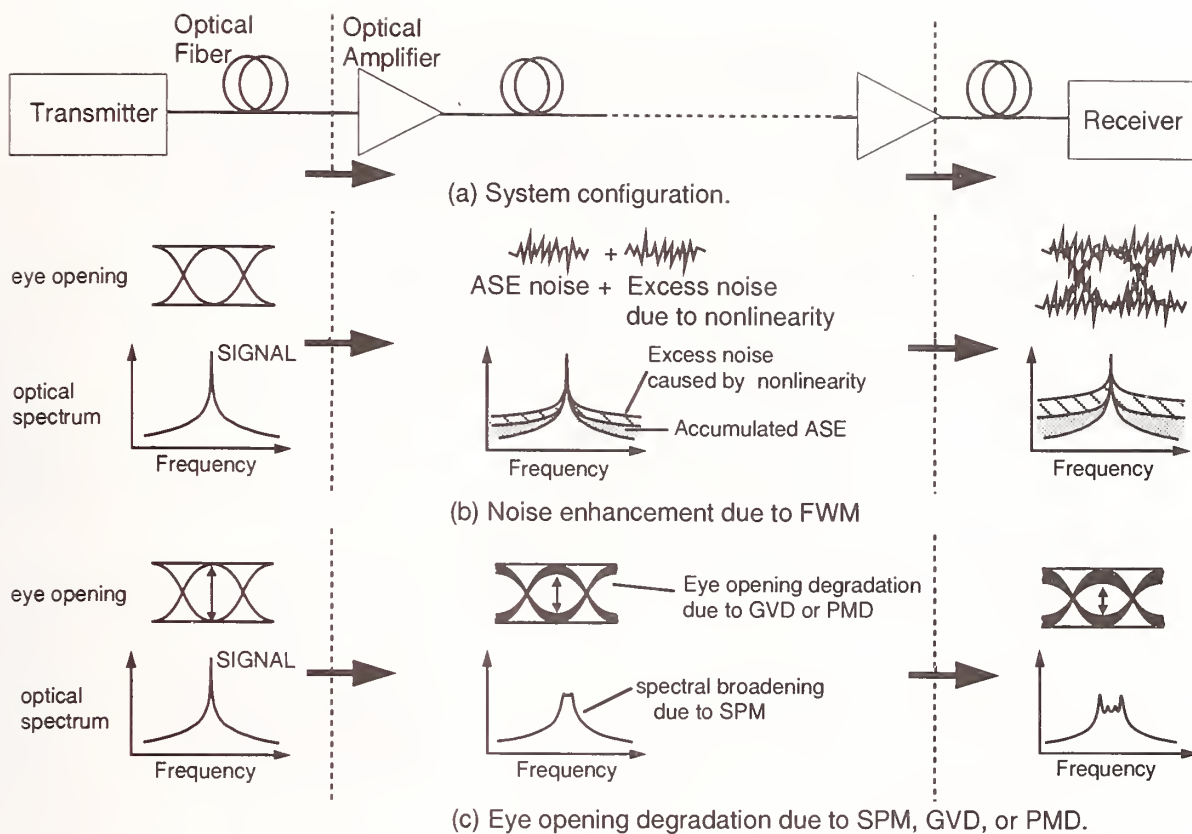 Optical
Fiber
Optical
Amplifier
Transmitter
Receiver
(a) System configuration.
eye opening
ASE noise + Excess noise
due to nonlinearity
+
optical
spectrum
SIGNAL
Frequency
Excess noise
caused by nonlinearity
Accumulated ASE
Frequency
Frequency
(b) Noise enhancement due to FWM
eye opening
Eye opening degradation
due to GVD or PMD
optical
spectrum
SIGNAL
Frequency
spectral broadening
due to SPM
Frequency
Frequency
(c) Eye opening degradation due to SPM, GVD, or PMD.